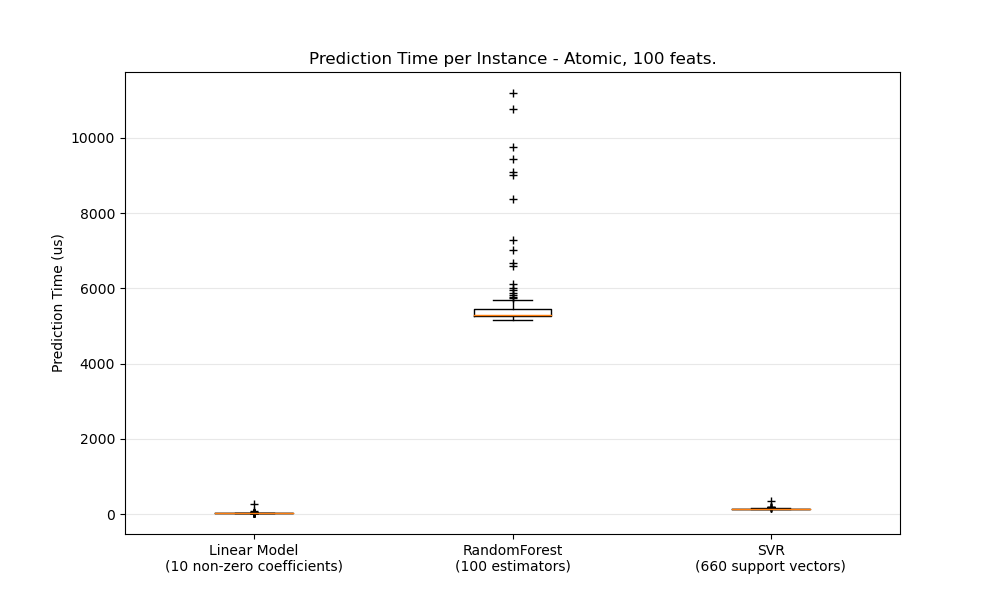 Prediction Time per Instance - Atomic, 100 feats.
Prediction Time (us)
10000
8000
6000
4000
2000
0
Linear Model
(10 non-zero coefficients)
RandomForest
(100 estimators)
SVR
(660 support vectors)